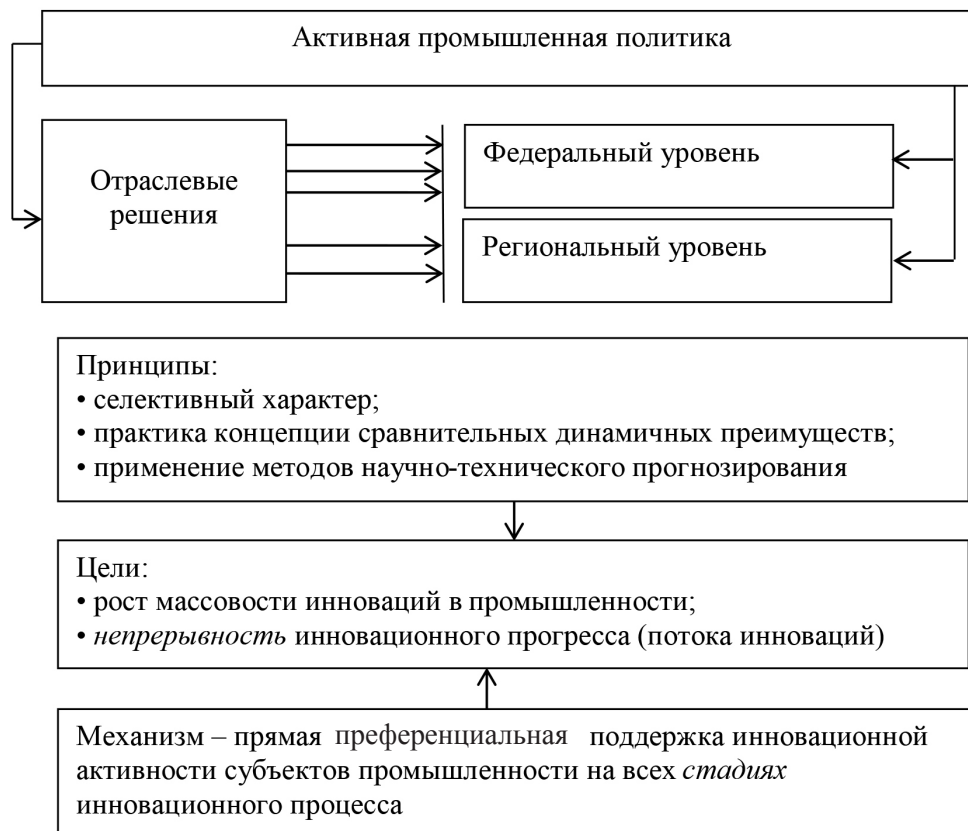 Активная промышленная политика
Отраслевые
решения
Федеральный уровень
Региональный уровень
Принципы:
• селективный характер;
• практика концепции сравнительных динамичных преимуществ;
• применение методов научно-технического прогнозирования
Цели:
• рост массовости инноваций в промышленности;
• непрерывность инновационного прогресса (потока инноваций)
Механизм – прямая преференциальная поддержка инновационной
активности субъектов промышленности на всех стадиях
инновационного процесса